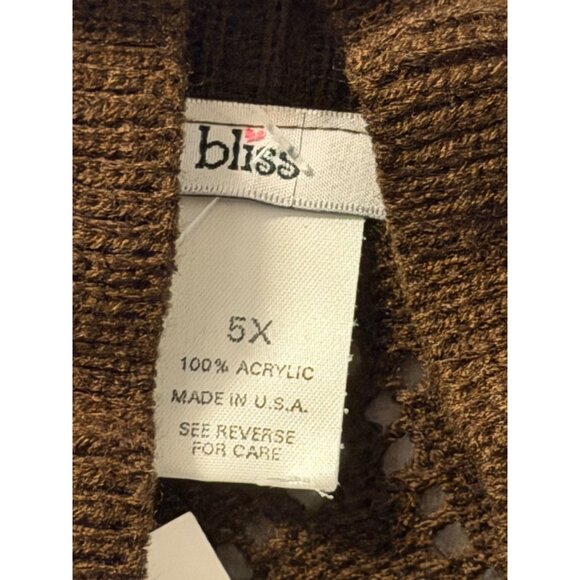 bliss
5X
100% ACRYLIC
MADE IN U.S.A.
SEE REVERSE
FOR CARE